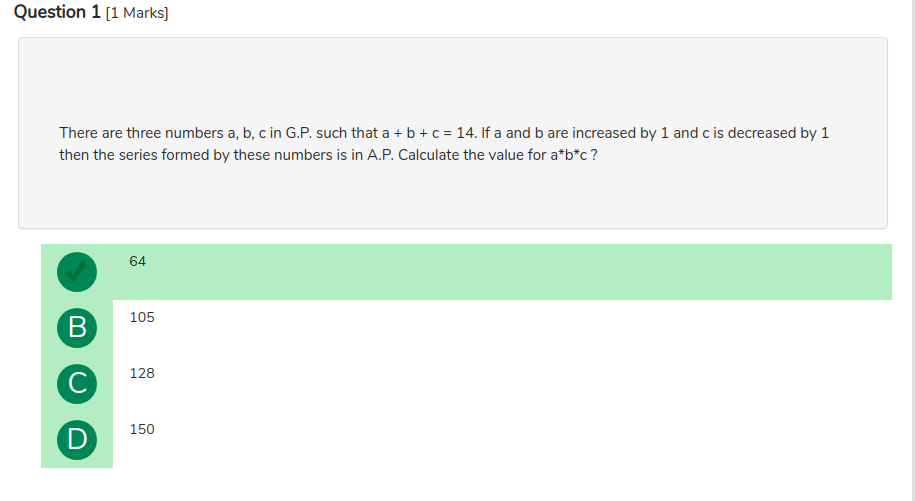 Question 1 [1 Marks]
There are three numbers a, b, c in G.P. such that a + b + c = 14. If a and b are increased by 1 and c is decreased by 1
then the series formed by these numbers is in A.P. Calculate the value for a*b*c ?
64
B 105
C 128
D 150